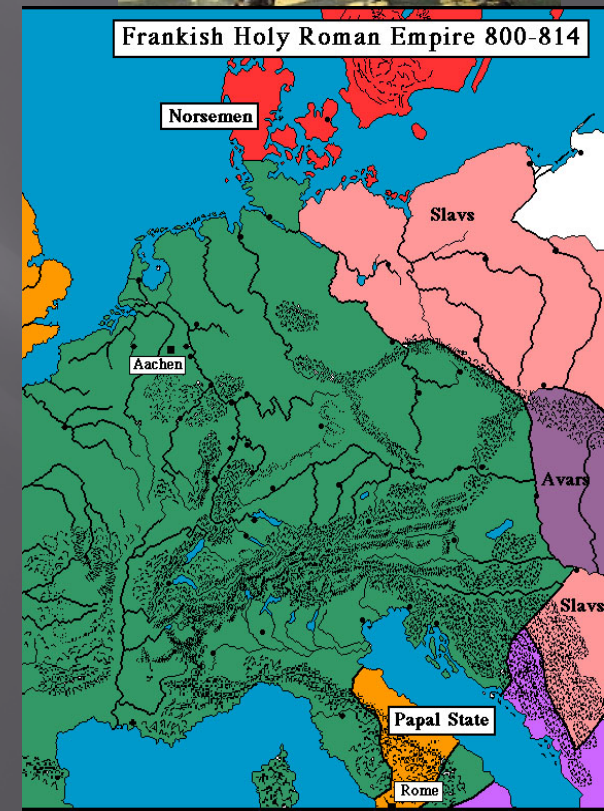 Frankish Holy Roman Empire 800-814
Norsemen
Slavs
Aachen
Avars
Slavs
Papal State
Rome